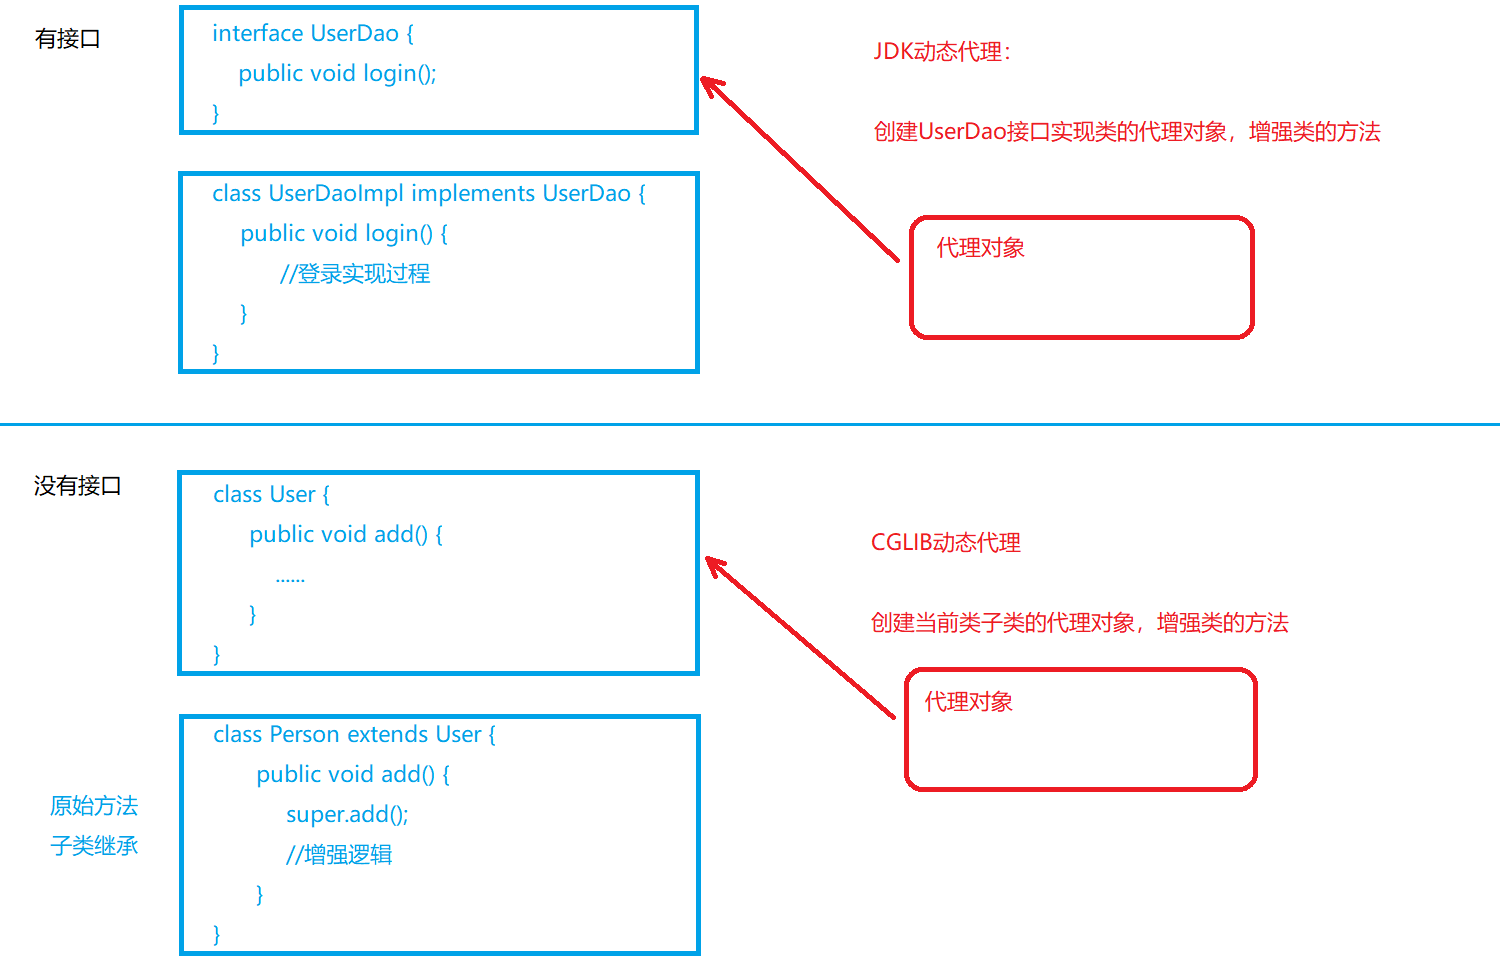 有接口
interface UserDao {
public void login();
}
class UserDaoImpl implements UserDao {
public void login() {
//登录实现过程
}
}
JDK动态代理：
创建UserDao接口实现类的代理对象，增强类的方法
代理对象
没有接口
class User {
public void add() {
......
}
}
原始方法
子类继承
class Person extends User {
public void add() {
super.add();
//增强逻辑
}
}
CGLIB动态代理
创建当前类子类的代理对象，增强类的方法
代理对象